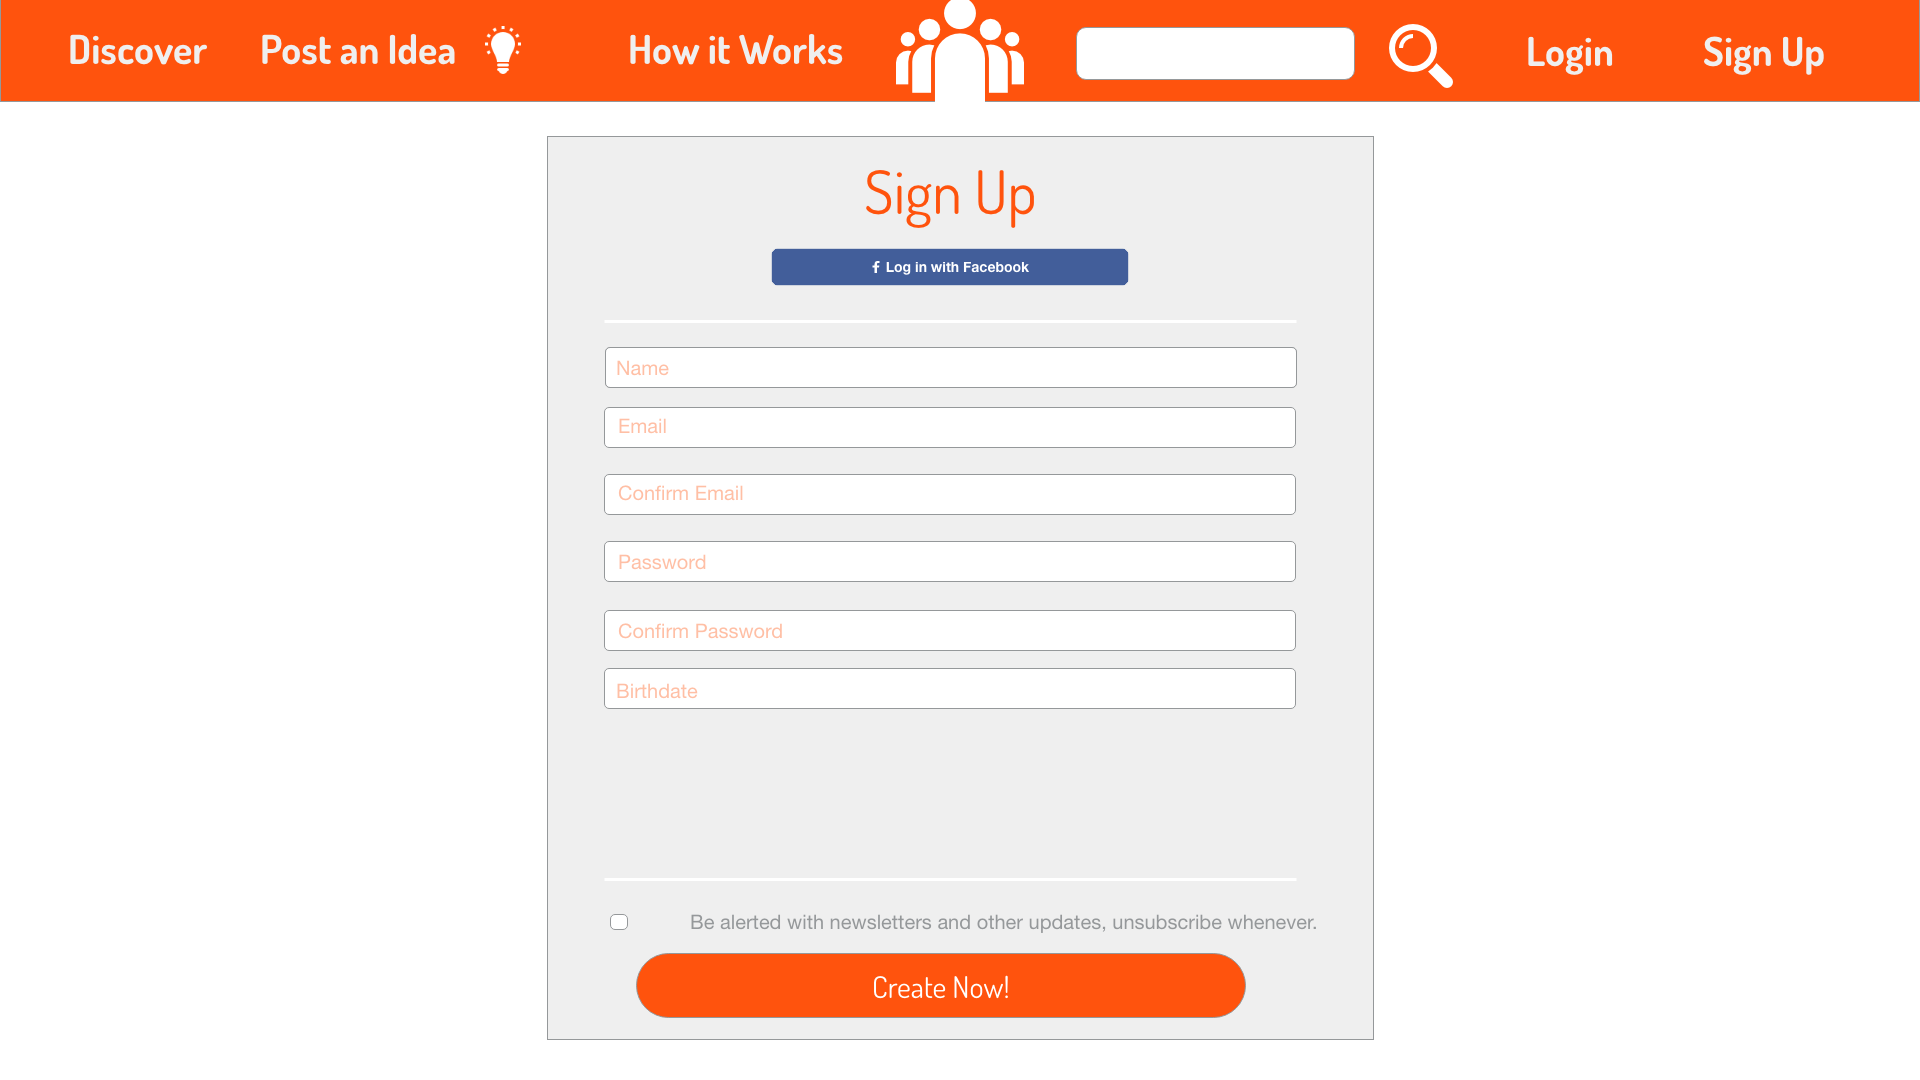 Discover
Post an Idea
How it Works
Login
Sign Up
Sign Up
Log in with Facebook
Name
Email
Confirm Email
Password
Confirm Password
Birthdate
Be alerted with newsletters and other updates, unsubscribe whenever.
Create Now!